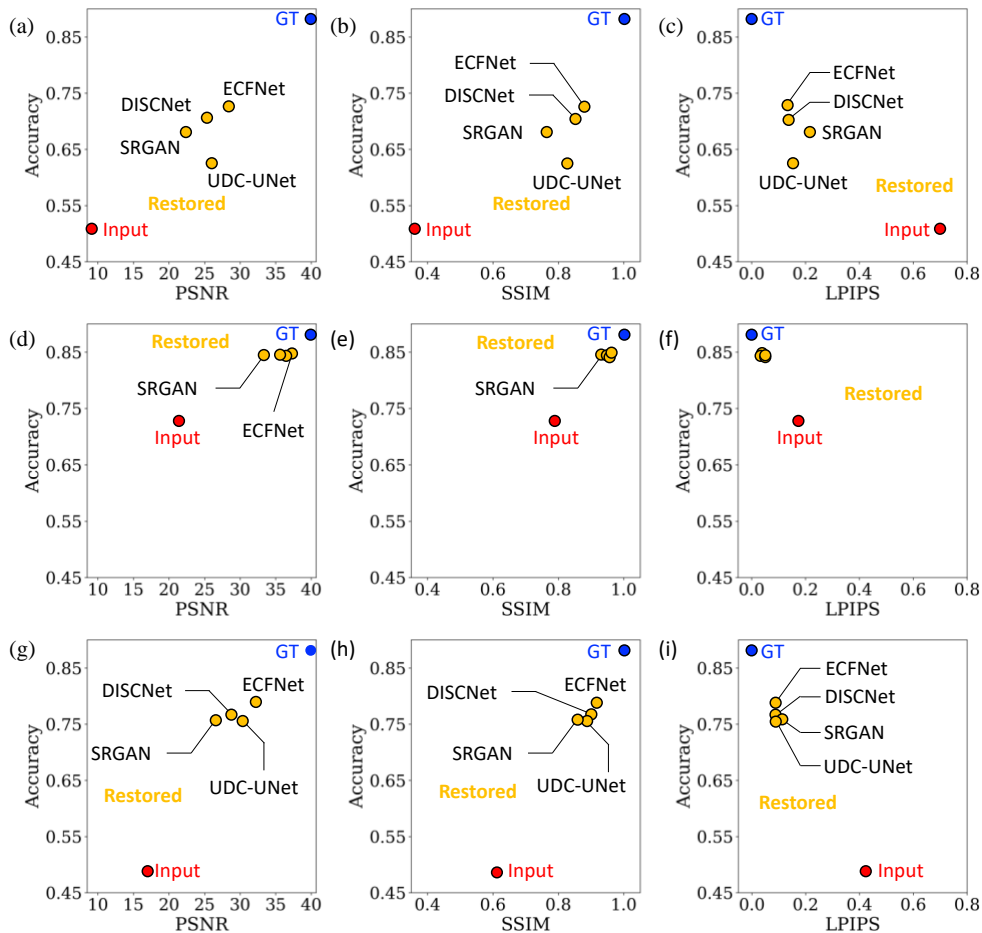 (a)
0.85
0.75
0.65
0.55
0.45
Accuracy
GT
ECFNet
DISCNet
SRGAN
UDC-UNet
Restored
Input
10 15 20 25 30 35 40
PSNR
(b)
0.85
0.75
0.65
0.55
0.45
Accuracy
GT
ECFNet
DISCNet
SRGAN
UDC-UNet
Restored
Input
0.4 0.6 0.8 1.0
SSIM
(c)
0.85
0.75
0.65
0.55
0.45
Accuracy
GT
ECFNet
DISCNet
SRGAN
UDC-UNet
Restored
Input
0.0 0.2 0.4 0.6 0.8
LPIPS
(d)
0.85
0.75
0.65
0.55
0.45
Accuracy
GT
Restored
SRGAN
ECFNet
Input
10 15 20 25 30 35 40
PSNR
(e)
0.85
0.75
0.65
0.55
0.45
Accuracy
GT
Restored
SRGAN
Input
0.4 0.6 0.8 1.0
SSIM
(f)
0.85
0.75
0.65
0.55
0.45
Accuracy
GT
Restored
Input
0.0 0.2 0.4 0.6 0.8
LPIPS
(g)
0.85
0.75
0.65
0.55
0.45
Accuracy
GT
DISCNet
ECFNet
SRGAN
UDC-UNet
Restored
Input
10 15 20 25 30 35 40
PSNR
(h)
0.85
0.75
0.65
0.55
0.45
Accuracy
GT
ECFNet
DISCNet
SRGAN
UDC-UNet
Restored
Input
0.4 0.6 0.8 1.0
SSIM
(i)
0.85
0.75
0.65
0.55
0.45
Accuracy
GT
ECFNet
DISCNet
SRGAN
UDC-UNet
Restored
Input
0.0 0.2 0.4 0.6 0.8
LPIPS